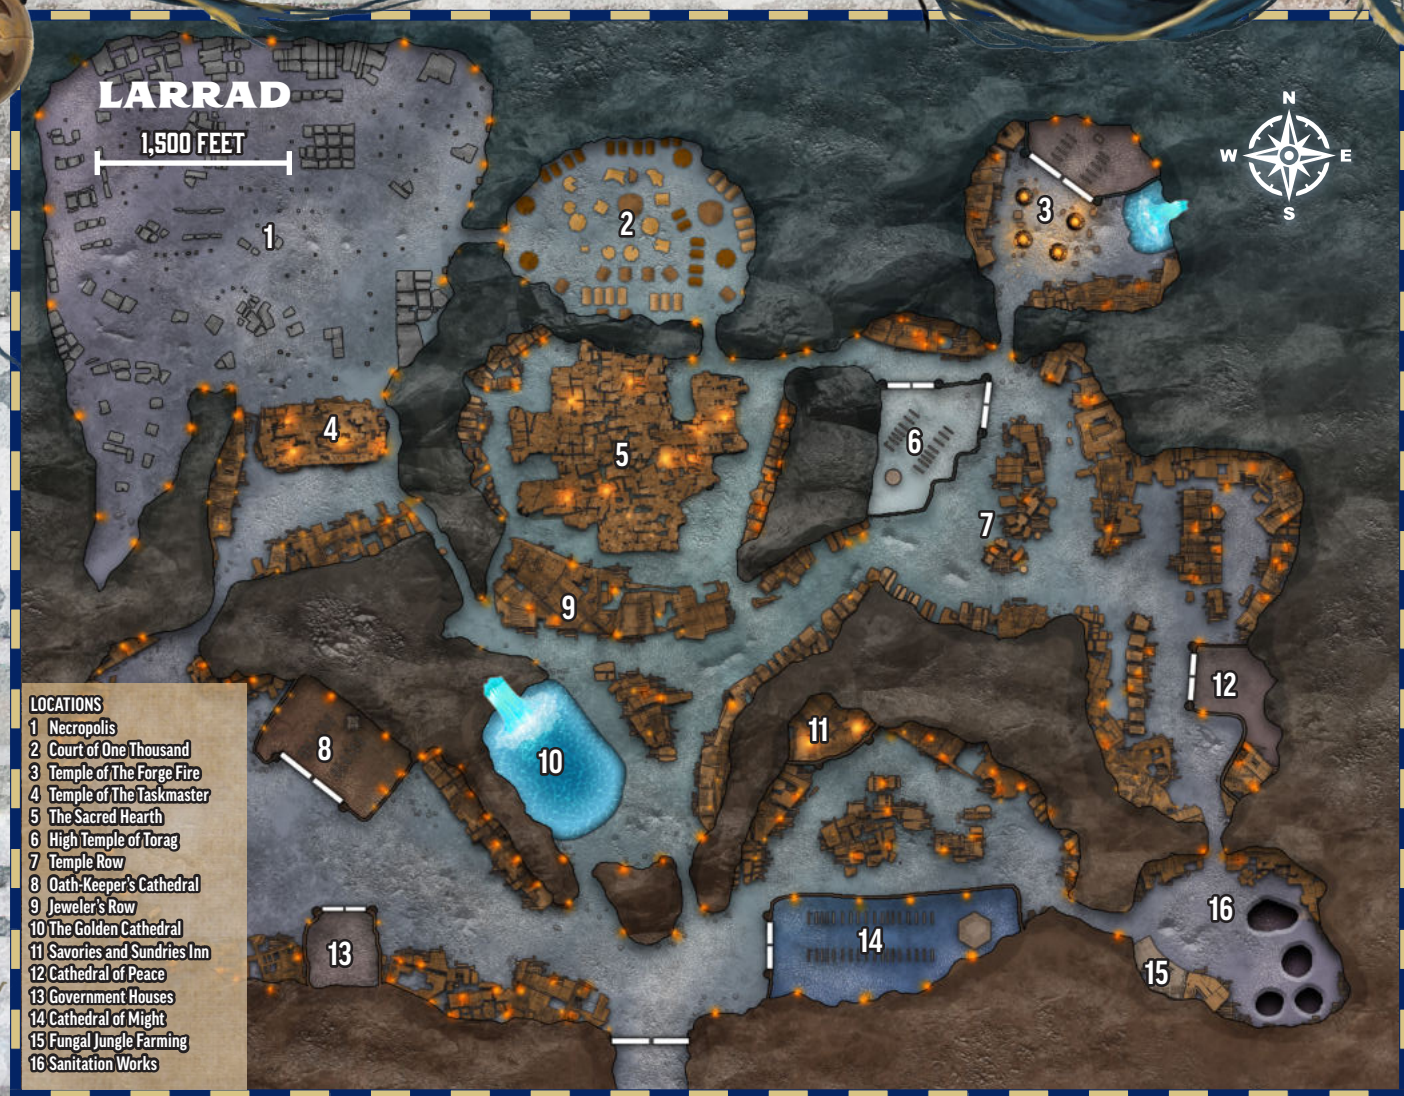 LARRAD
1,500 FEET
N
W
E
S
1
2
3
4
5
6
7
8
9
10
11
12
13
14
15
16
LOCATIONS
1 Necropolis
2 Court of One Thousand
3 Temple of The Forge Fire
4 Temple of The Taskmaster
5 The Sacred Hearth
6 High Temple of Torag
7 Temple Row
8 Oath-Keeper's Cathedral
9 Jeweler's Row
10 The Golden Cathedral
11 Savories and Sundries Inn
12 Cathedral of Peace
13 Government Houses
14 Cathedral of Might
15 Fungal Jungle Farming
16 Sanitation Works